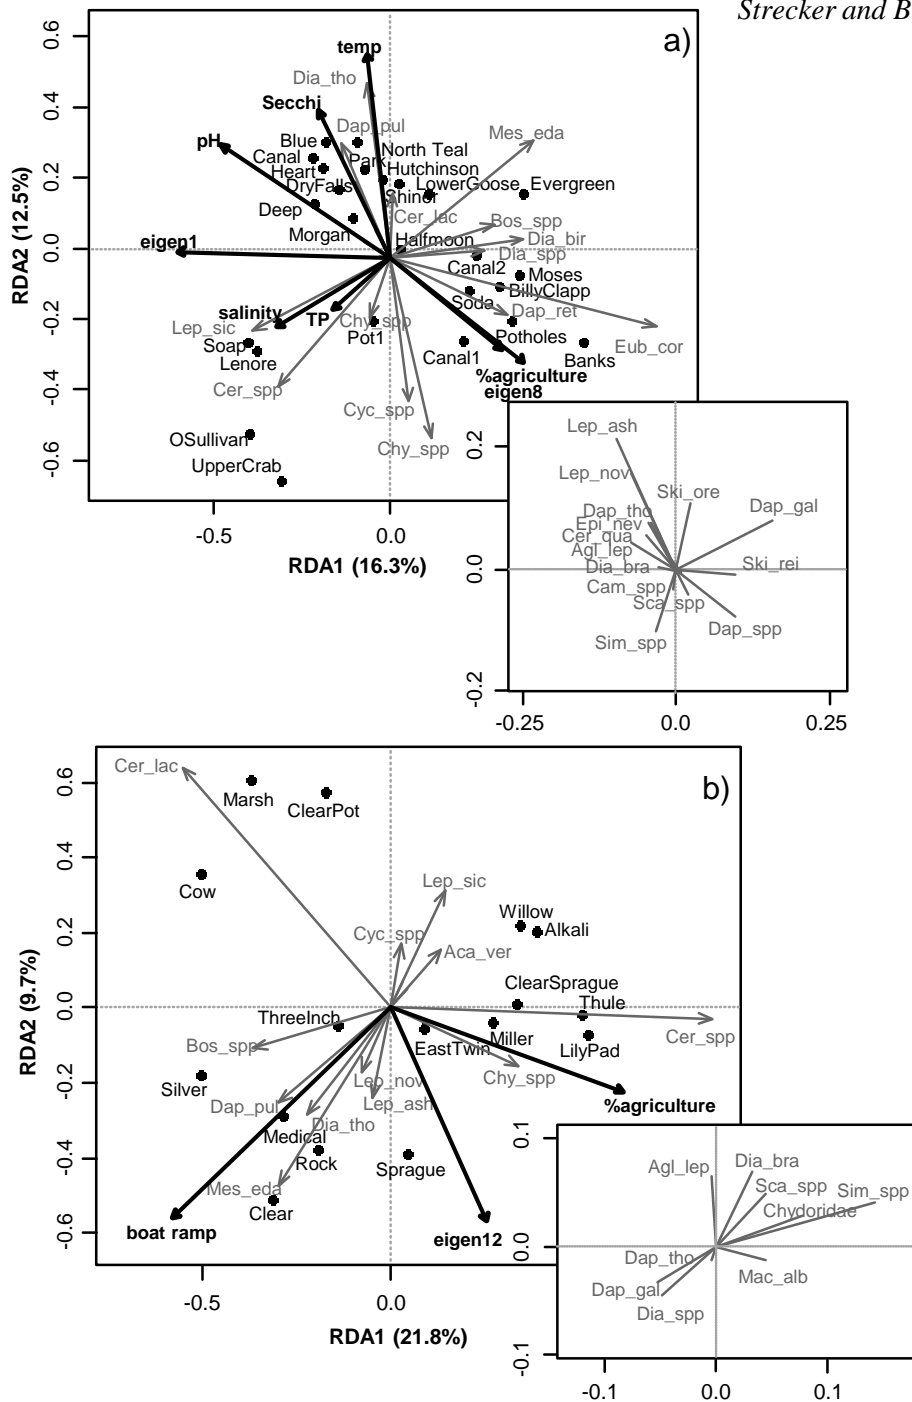 Strecker and B
a)
0.6
0.4
0.2
0.0
-0.2
-0.4
-0.6
RDA2 (12.5%)
temp
Dia_tho
Secchi
Dap_pul
pH
Mes_eda
Blue
North Teal
Canal
Park
Hutchinson
Heart
DryFalls
Shiner
LowerGoose
Evergreen
Deep
Cer_lac
Bos_spp
Morgan
Halfmoon
Dia_bir
eigen1
Dia_spp
Canal2
Moses
BillyClapp
Soda
Dap_ret
salinity
TP
Chy_spp
Lep_sic
Pot1
Potholes
Eub_cor
Soap
Lenore
Canal1
Banks
Cer_spp
%agriculture
eigen8
Cyc_spp
OSullivan
Chy_spp
UpperCrab
-0.5
0.0
RDA1 (16.3%)
0.2
0.0
-0.2
Lep_ash
Lep_nov
Ski_ore
Dap_tho
Dap_gal
Epi_nev
Cer_qua
Agl_lep
Dia_bra
Ski_rei
Cam_spp
Sca_spp
Sim_spp
Dap_spp
-0.25
0.0
0.25
b)
0.6
0.4
0.2
0.0
-0.2
-0.4
-0.6
RDA2 (9.7%)
Cer_lac
Marsh
ClearPot
Cow
Lep_sic
Willow
Alkali
Cyc_spp
Aca_ver
ClearSprague
Thule
ThreeInch
Cer_spp
Bos_spp
EastTwin
Miller
LilyPad
Silver
Lep_nov
Chy_spp
Dap_pul
Lep_ash
%agriculture
Dia_tho
Medical
Rock
Sprague
Mes_eda
Clear
boat ramp
eigen12
-0.5
0.0
RDA1 (21.8%)
0.1
0.0
-0.1
Agl_lep
Dia_bra
Sca_spp
Sim_spp
Chydoridae
Dap_tho
Mac_alb
Dap_gal
Dia_spp
-0.1
0.0
0.1